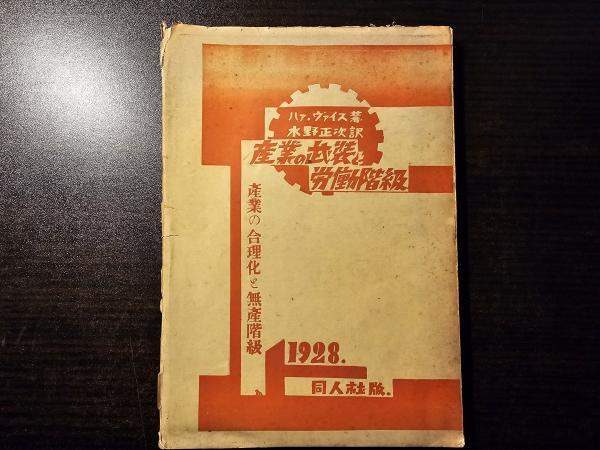 ハァ.ヴァイス著
水野正次訳
産業の武装と
労働階級
産業の合理化と無産階級
1928.
同人社版.